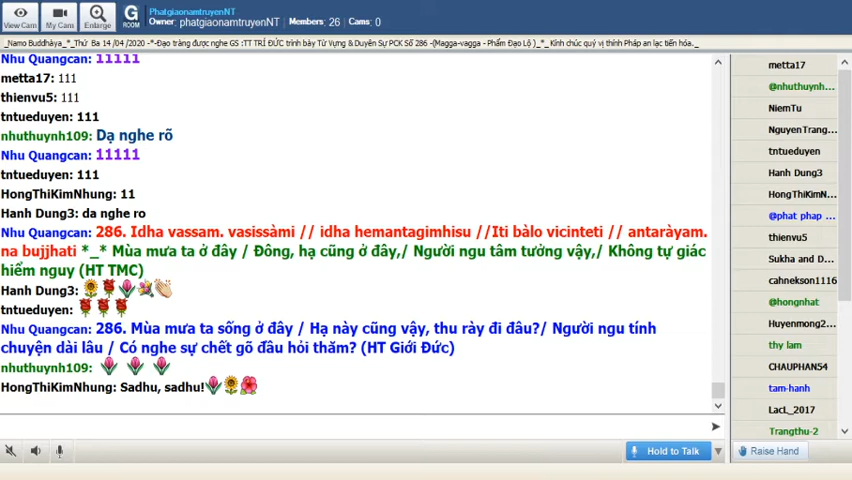 View Cam
My Cam
Enlarge
G
ROOM
PhatgiaonamtruyenNT
Owner: phatgiaonamtruyenNT | Members: 26 | Cams: 0
_Namo Buddhàya_*_Thứ Ba 14 /04 /2020 -*-Đạo tràng được nghe GS :TT TRÍ ĐỨC trình bày Từ Vựng & Duyên Sự PCK Số 286 -(Magga-vagga - Phẩm Đạo Lộ )_*_ Kính chúc quý vị thính Pháp an lạc tiến hóa._
Nhu Quangcan: 11111
metta17: 111
thienvu5: 111
tntueduyen: 111
nhuthuynh109: Dạ nghe rõ
Nhu Quangcan: 11111
tntueduyen: 111
HongThiKimNhung: 11
Hanh Dung3: da nghe ro
Nhu Quangcan: 286. Idha vassam. vasissàmi // idha hemantagimhisu //Iti bàlo vicinteti // antaràyam.
na bujjhati *_* Mùa mưa ta ở đây / Đông, hạ cũng ở đây,/ Người ngu tâm tưởng vậy,/ Không tự giác
hiểm nguy (HT TMC)
Hanh Dung3:
tntueduyen:
Nhu Quangcan: 286. Mùa mưa ta sống ở đây / Hạ này cũng vậy, thu rày đi đâu?/ Người ngu tính
chuyện dài lâu / Có nghe sự chết gõ đầu hỏi thăm? (HT Giới Đức)
nhuthuynh109:
HongThiKimNhung: Sadhu, sadhu!
Hold to Talk
metta17
@nhuthuynh...
NiemTu
NguyenTrang...
tntueduyen
Hanh Dung3
HongThiKimN...
@phat phap ...
thienvu5
Sukha and D...
cahnekson1116
@hongnhat
Huyenmong2...
thy lam
CHAUPHAN54
tam-hanh
LacL_2017
Trangthu-2
Raise Hand